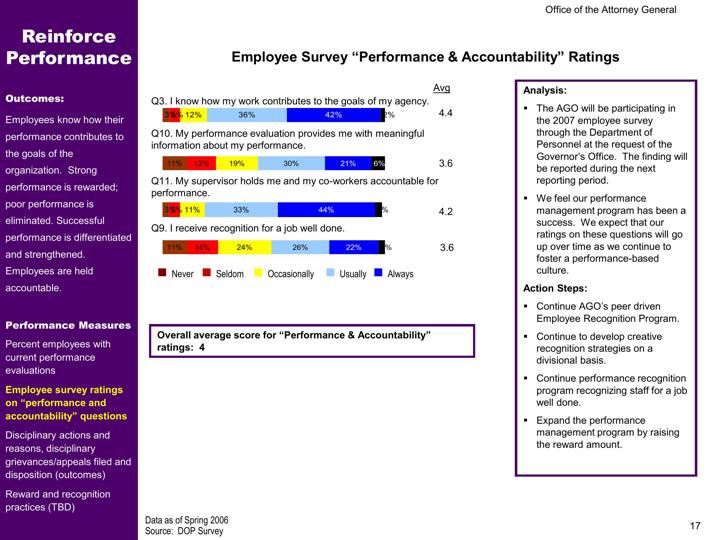 Office of the Attorney General
Reinforce
Performance
Employee Survey “Performance & Accountability” Ratings
Outcomes:
Employees know how their
performance contributes to
the goals of the
organization.  Strong
performance is rewarded;
poor performance is
eliminated. Successful
performance is differentiated
and strengthened.
Employees are held
accountable.
Performance Measures
Percent employees with
current performance
evaluations
Employee survey ratings
on “performance and
accountability” questions
Disciplinary actions and
reasons, disciplinary
grievances/appeals filed and
disposition (outcomes)
Reward and recognition
practices (TBD)
Avg
Q3. I know how my work contributes to the goals of my agency.
12% 36% 42% 2% 4.4
Q10. My performance evaluation provides me with meaningful
information about my performance.
11% 13% 19% 30% 21% 6% 3.6
Q11. My supervisor holds me and my co-workers accountable for
performance.
11% 33% 44% 4.2
Q9. I receive recognition for a job well done.
11% 14% 24% 26% 22% 3.6
Never Seldom Occasionally Usually Always
Overall average score for “Performance & Accountability”
ratings:  4
Analysis:
▪ The AGO will be participating in
the 2007 employee survey
through the Department of
Personnel at the request of the
Governor’s Office.  The finding will
be reported during the next
reporting period.
▪ We feel our performance
management program has been a
success.  We expect that our
ratings on these questions will go
up over time as we continue to
foster a performance-based
culture.
Action Steps:
▪ Continue AGO’s peer driven
Employee Recognition Program.
▪ Continue to develop creative
recognition strategies on a
divisional basis.
▪ Continue performance recognition
program recognizing staff for a job
well done.
▪ Expand the performance
management program by raising
the reward amount.
Data as of Spring 2006
Source:  DOP Survey
17